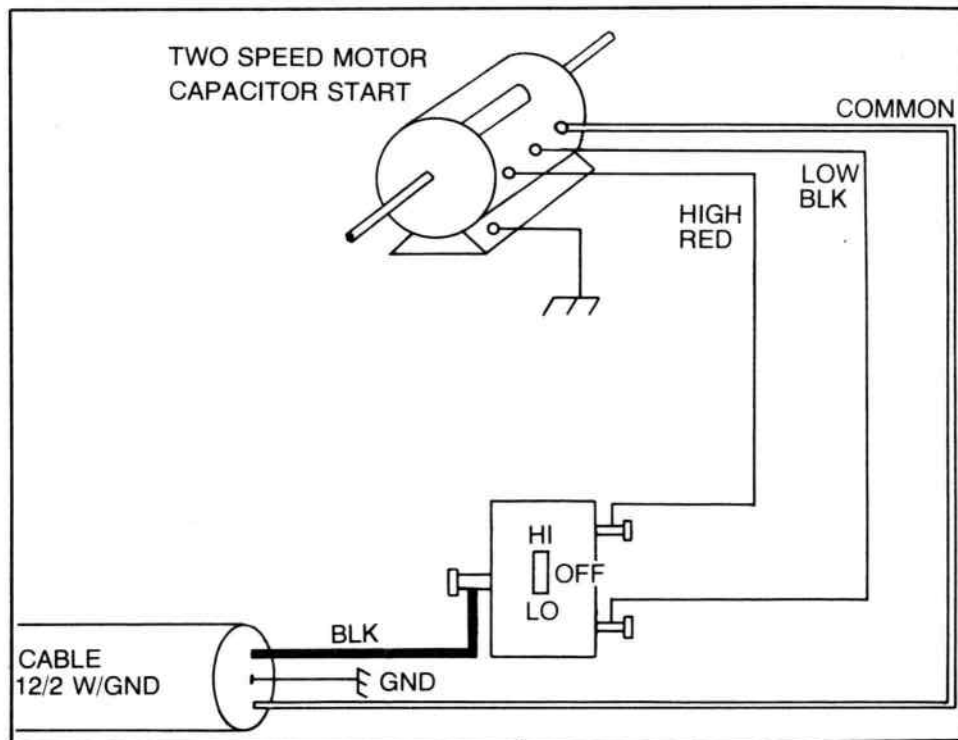 TWO SPEED MOTOR
CAPACITOR START
COMMON
LOW
BLK
HIGH
RED
HI
OFF
LO
BLK
CABLE
12/2 W/GND
GND